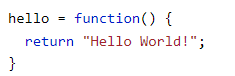 hello = function() {
  return "Hello World!";
}